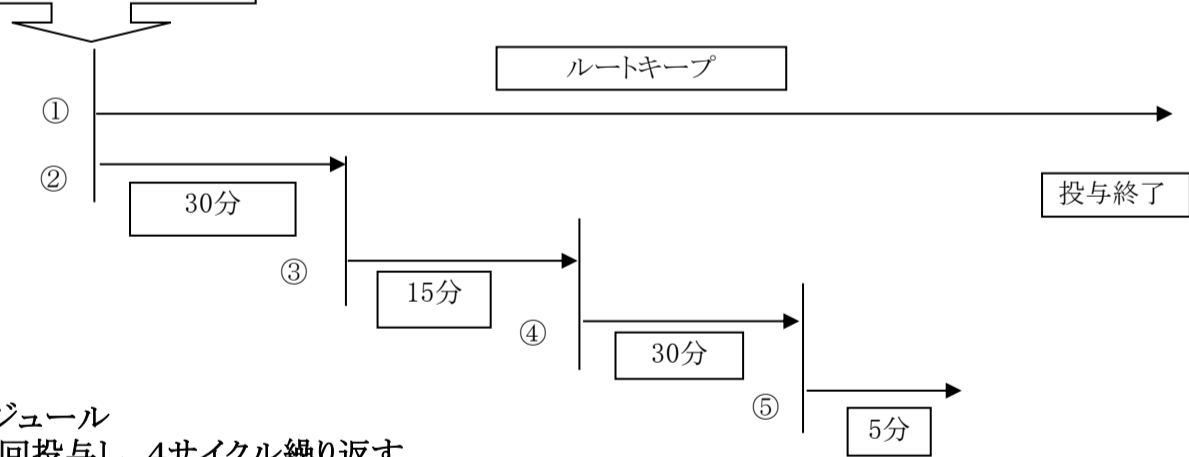 ルートキープ
①
②
30分
投与終了
③
15分
④
30分
⑤
5分
ジュール
回投与し、4サイクル繰り返す